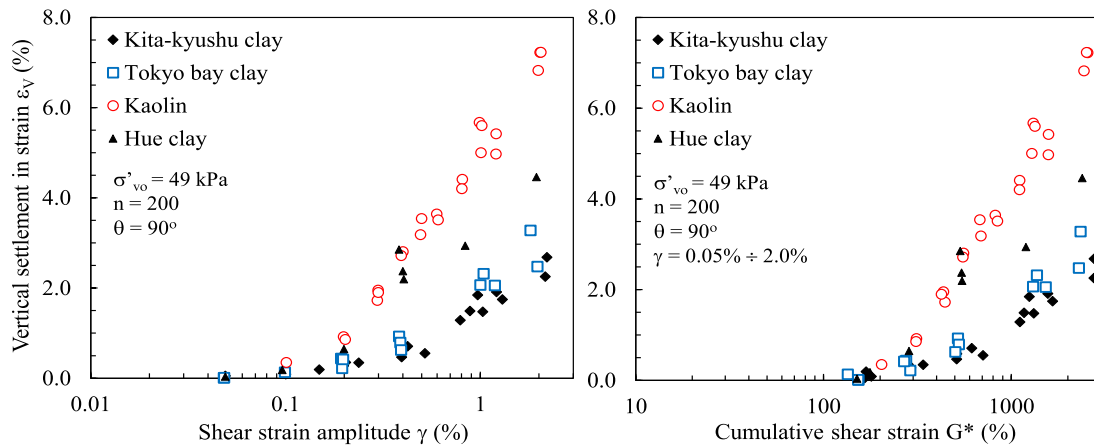 Vertical settlement in strain εV (%)
8.0
6.0
4.0
2.0
0.0
Kita-kyushu clay
Tokyo bay clay
Kaolin
Hue clay
σ'vo = 49 kPa
n = 200
θ = 90o
0.01
0.1
1
Shear strain amplitude γ (%)
8.0
6.0
4.0
2.0
0.0
Kita-kyushu clay
Tokyo bay clay
Kaolin
Hue clay
σ'vo = 49 kPa
n = 200
θ = 90o
γ = 0.05% ÷ 2.0%
10
100
1000
Cumulative shear strain G* (%)